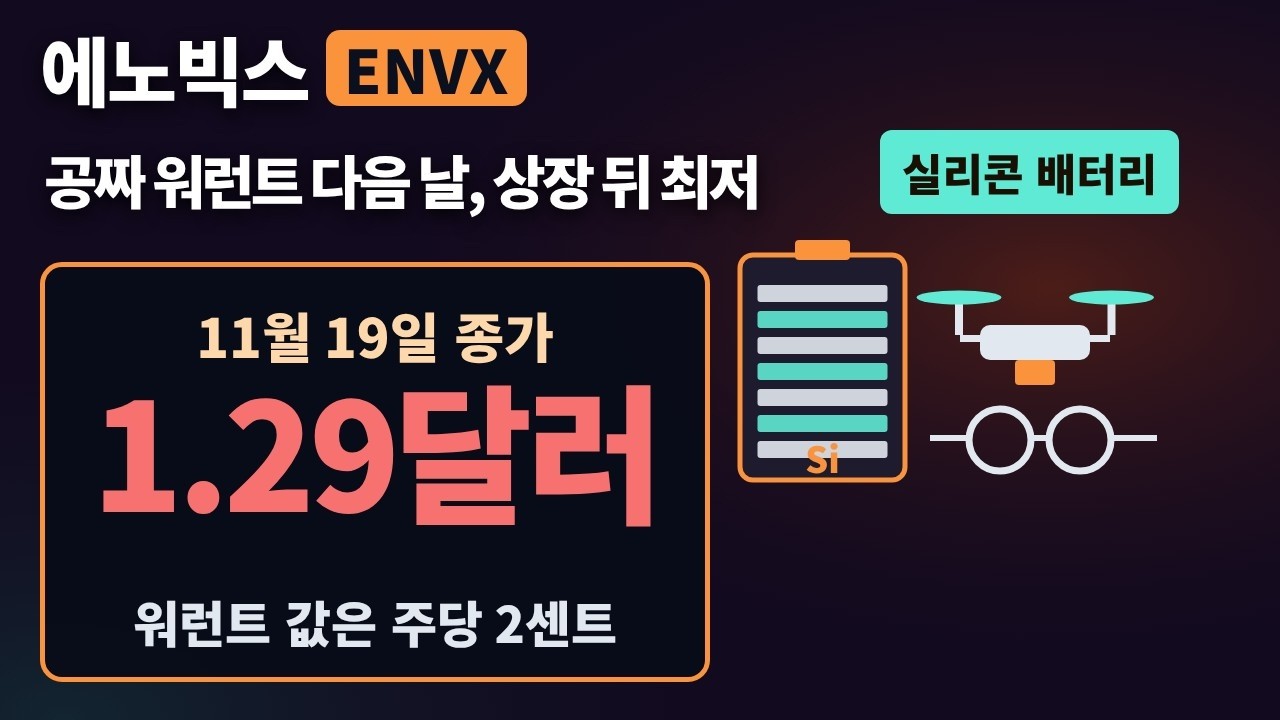 에노빅스 ENVX
공짜 워런트 다음 날, 상장 뒤 최저
실리콘 배터리
11월 19일 종가
1.29달러
워런트 값은 주당 2센트
Si